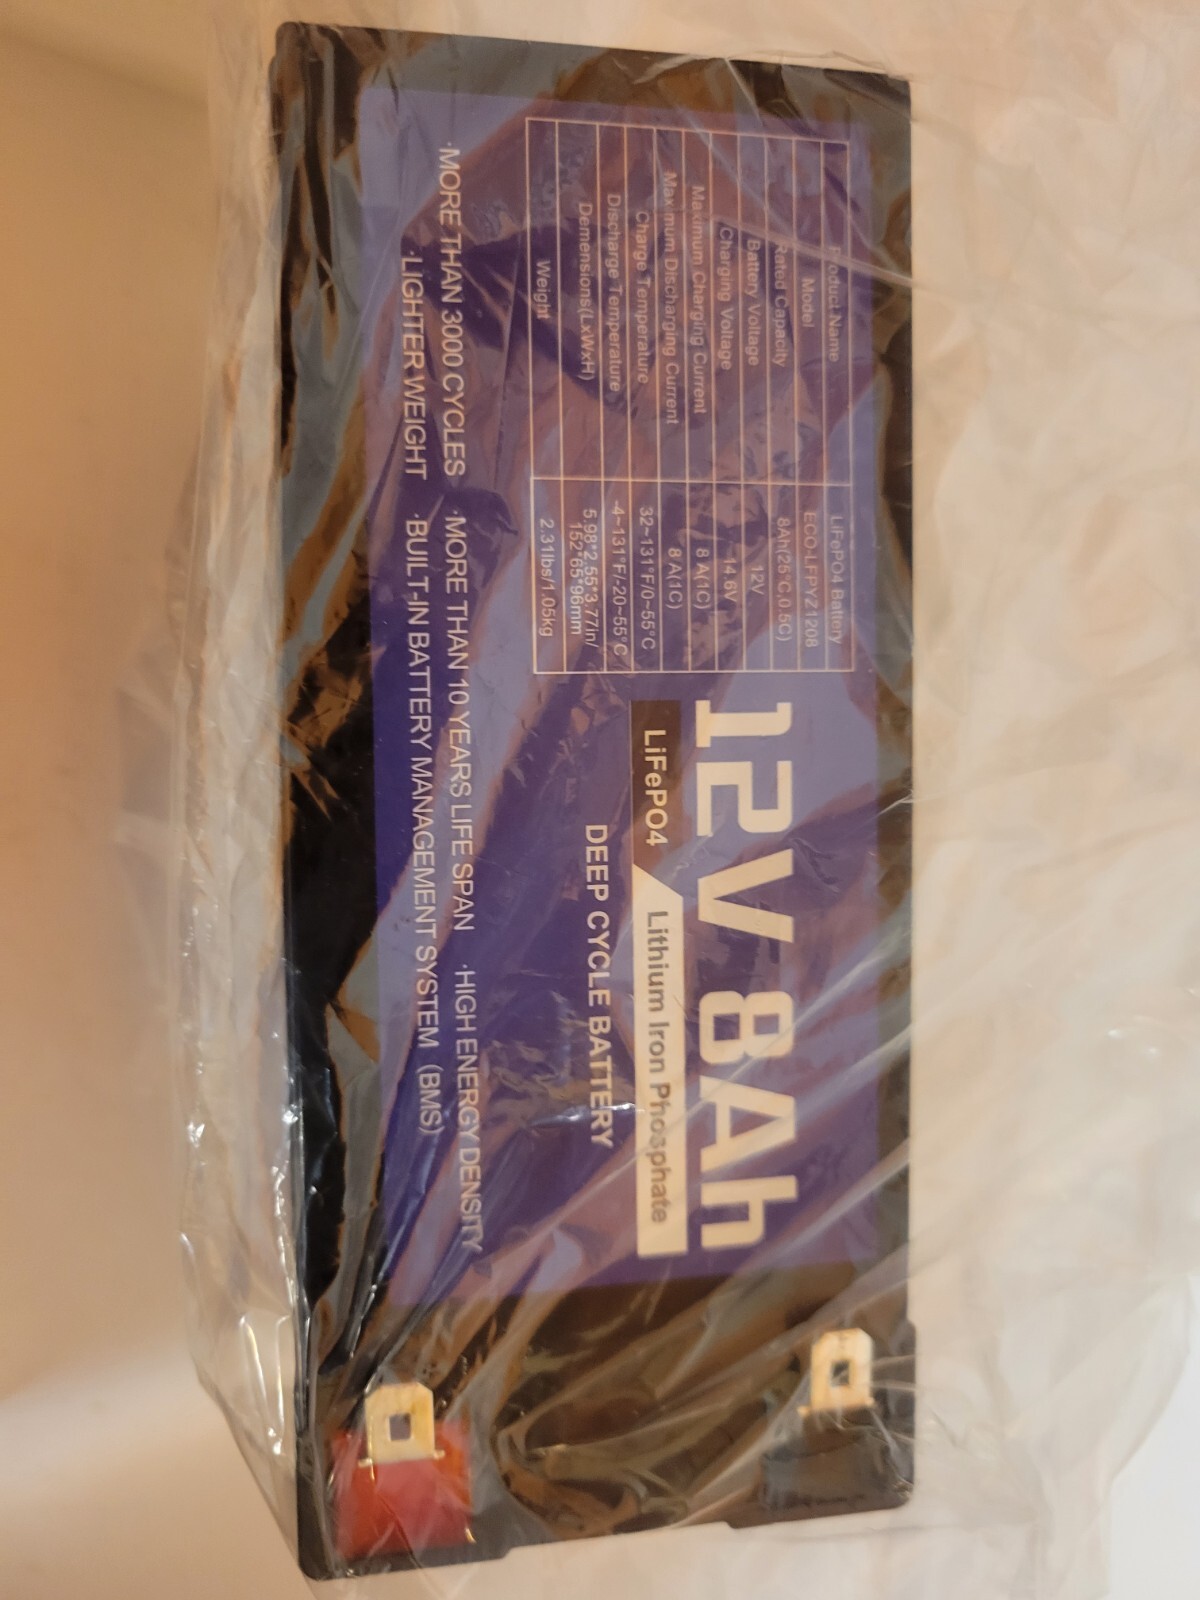 Product Name LiFePO4 Battery
Model ECO-LFPYZ1208
Rated Capacity 8Ah(25°C,0.5C)
Battery Voltage 12V
Charging Voltage 14.6V
Maximum Charging Current 8 A(1C)
Maximum Discharging Current 8 A(1C)
Charge Temperature 32~131°F/0~55°C
Discharge Temperature -4~131°F/-20~55°C
Demensions(LxWxH) 5.98*2.55*3.77in/
152*65*96mm
Weight 2.31lbs/1.05kg
12V 8Ah
LiFePO4 Lithium Iron Phosphate
DEEP CYCLE BATTERY
·MORE THAN 3000 CYCLES ·MORE THAN 10 YEARS LIFE SPAN ·HIGH ENERGY DENSITY
·LIGHTER WEIGHT ·BUILT-IN BATTERY MANAGEMENT SYSTEM (BMS)